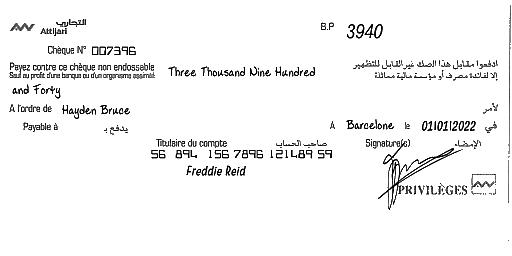 التجاري
Attijari
B.P 3940
Chèque N° 007396
Payez contre ce chèque non endossable
ادفعوا مقابل هذا الصك غير القابل للتظهير
Sauf au profit d'une banque ou d'un organisme assimilé
Three Thousand Nine Hundred
إلا لفائدة مصرف أو مؤسسة مالية مماثلة
and Forty
A l'ordre de Hayden Bruce
لأمر
Payable à يدفع بـ
A Barcelone le 01/01/2022 في
Titulaire du compte صاحب الحساب
Signature(s) الإمضاء
56 894 156 7896 121489 59
Freddie Reid
PRIVILÈGES